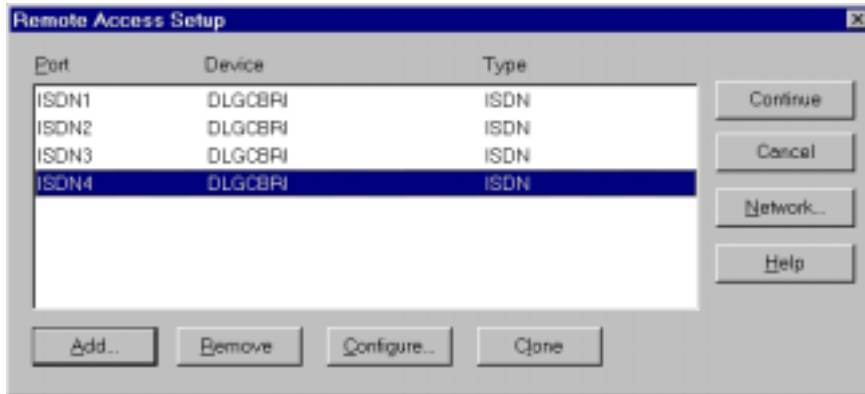 Remote Access Setup
Port Device Type
ISDN1 DLGCBRI ISDN
ISDN2 DLGCBRI ISDN
ISDN3 DLGCBRI ISDN
ISDN4 DLGCBRI ISDN
Continue
Cancel
Network...
Help
Add... Remove Configure... Clone